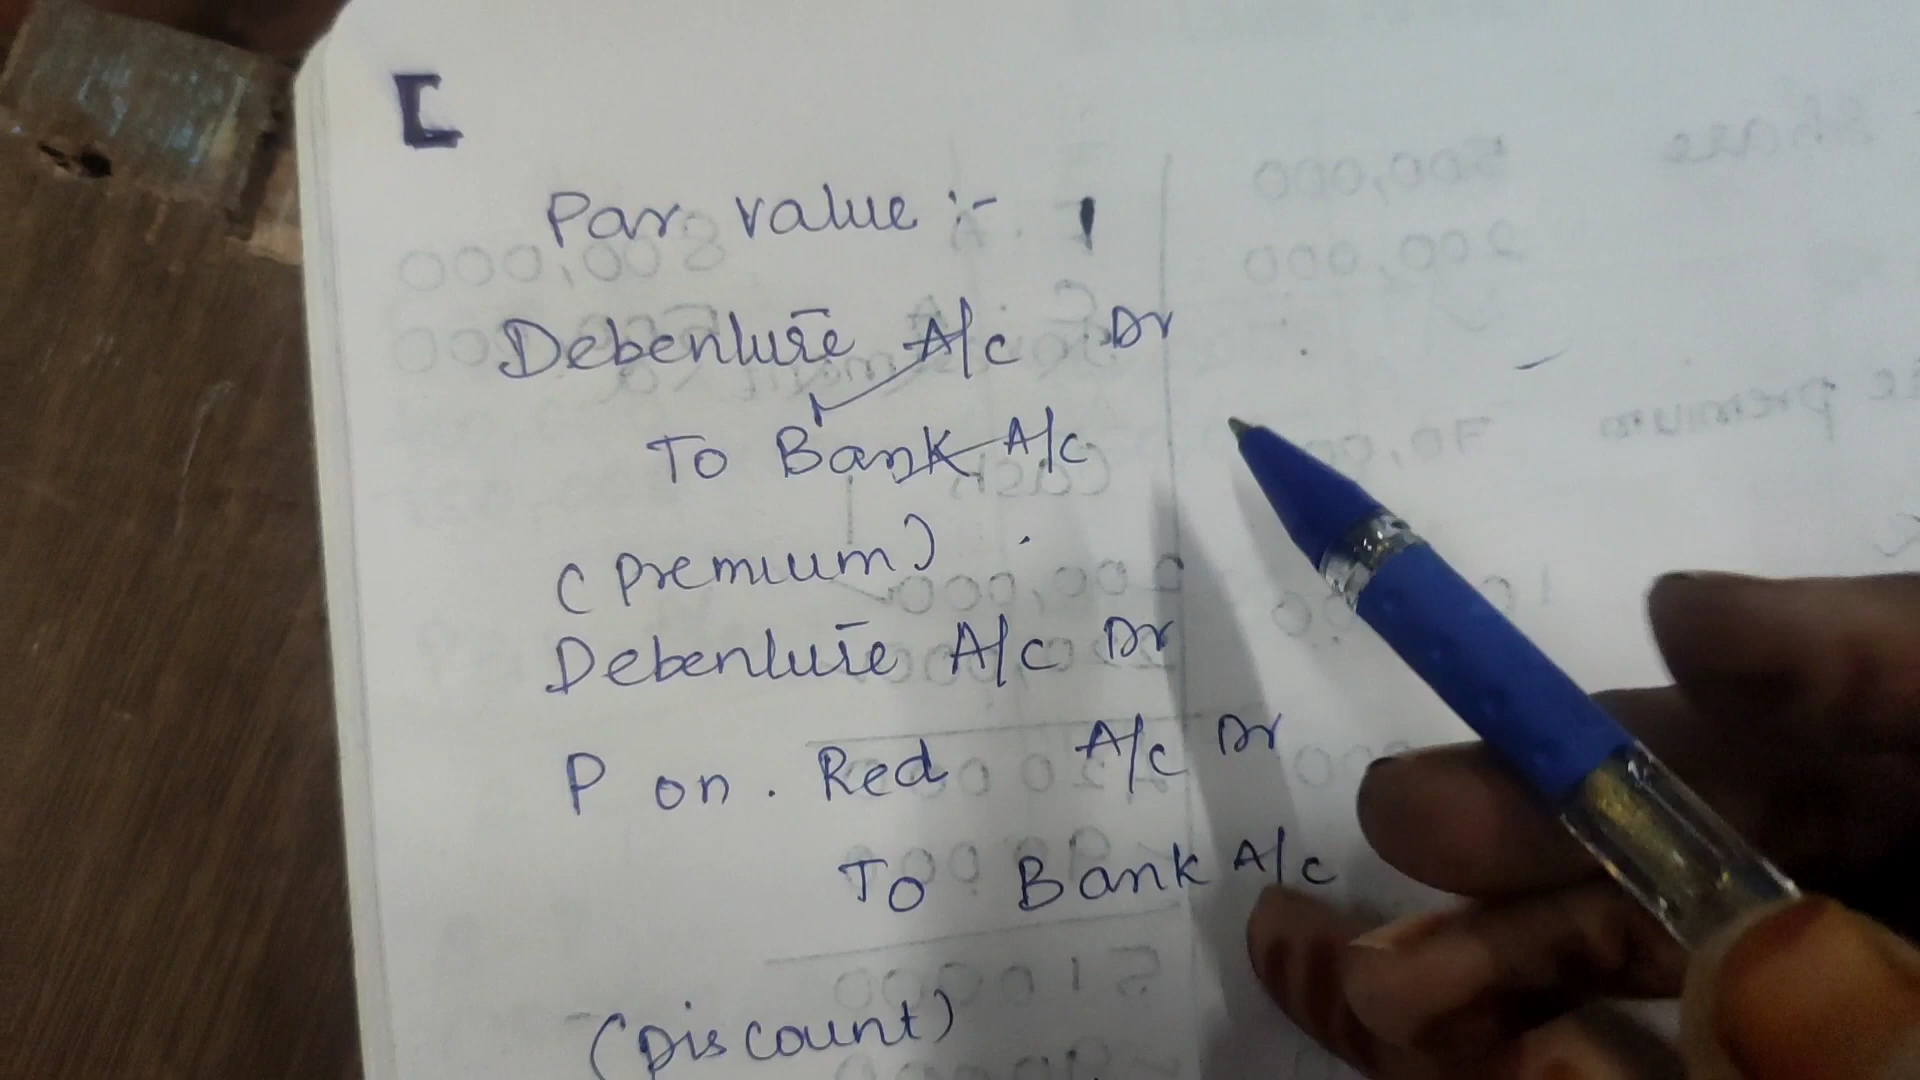 [
Par value :-
Debenture A/c Dr
To Bank A/c
(Premium)
Debenture A/c Dr
P on. Red A/c Dr
To Bank A/c
(Discount)